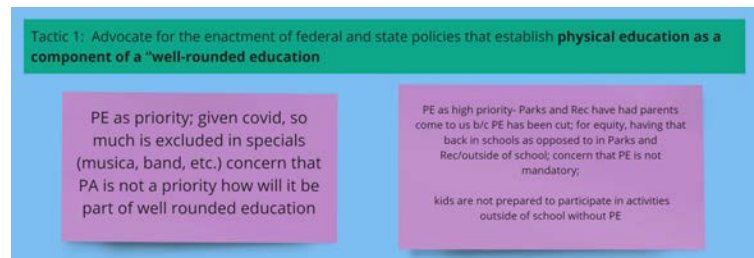 Tactic 1: Advocate for the enactment of federal and state policies that establish physical education as a
component of a “well-rounded education
PE as priority; given covid, so
much is excluded in specials
(musica, band, etc.) concern that
PA is not a priority how will it be
part of well rounded education
PE as high priority- Parks and Rec have had parents
come to us b/c PE has been cut; for equity, having that
back in schools as opposed to in Parks and
Rec/outside of school; concern that PE is not
mandatory;
kids are not prepared to participate in activities
outside of school without PE